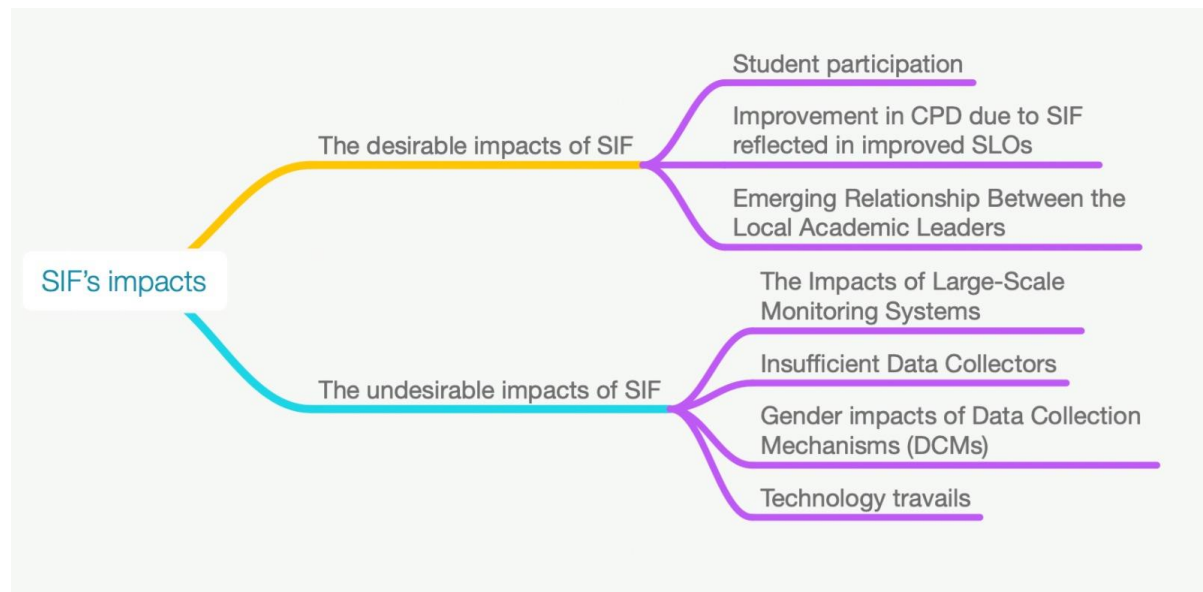 Student participation
Improvement in CPD due to SIF
reflected in improved SLOs
The desirable impacts of SIF
Emerging Relationship Between the
Local Academic Leaders
SIF’s impacts
The Impacts of Large-Scale
Monitoring Systems
Insufficient Data Collectors
The undesirable impacts of SIF
Gender impacts of Data Collection
Mechanisms (DCMs)
Technology travails